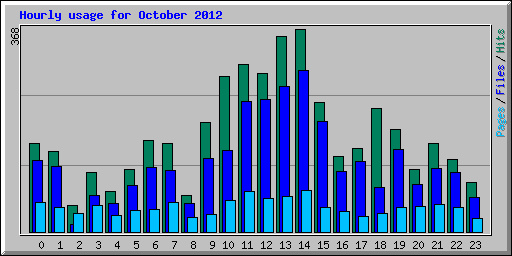 Hourly usage for October 2012
368
Pages/Files/Hits
0 1 2 3 4 5 6 7 8 9 10 11 12 13 14 15 16 17 18 19 20 21 22 23